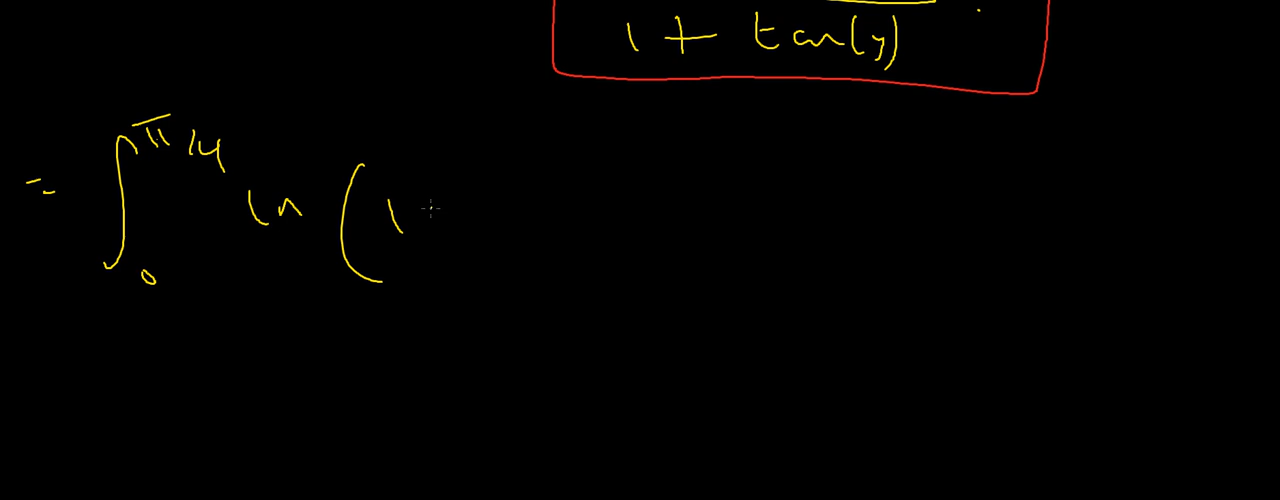 1 + tan(y)
= ∫₀^π/4 ln ( 1